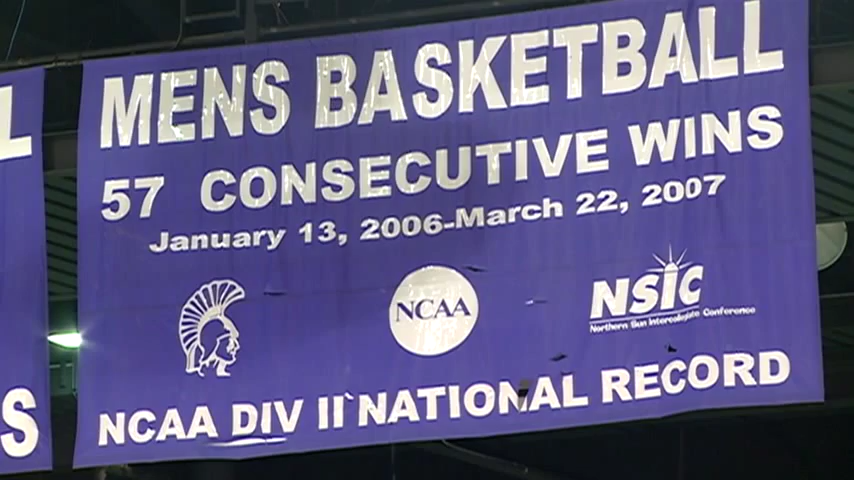 MENS BASKETBALL
57 CONSECUTIVE WINS
January 13, 2006-March 22, 2007
NCAA
NSIC
Northern Sun Intercollegiate Conference
NCAA DIV II NATIONAL RECORD
L
S